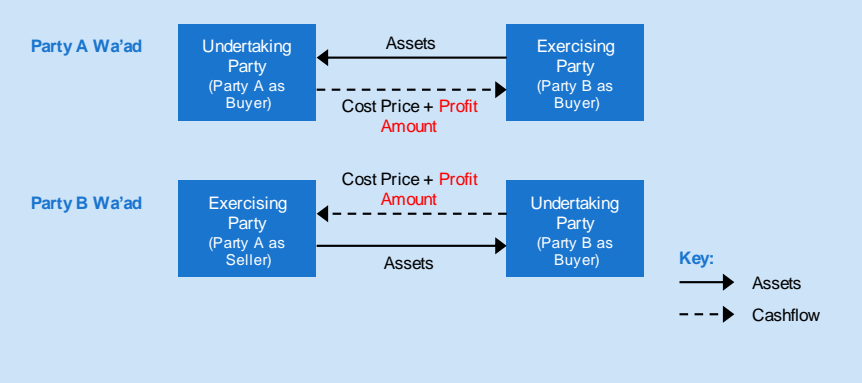 Party A Wa’ad
Undertaking
Party
(Party A as
Buyer)
Assets
Cost Price + Profit
Amount
Exercising
Party
(Party B as
Buyer)
Party B Wa’ad
Exercising
Party
(Party A as
Seller)
Cost Price + Profit
Amount
Assets
Undertaking
Party
(Party B as
Buyer)
Key:
Assets
Cashflow